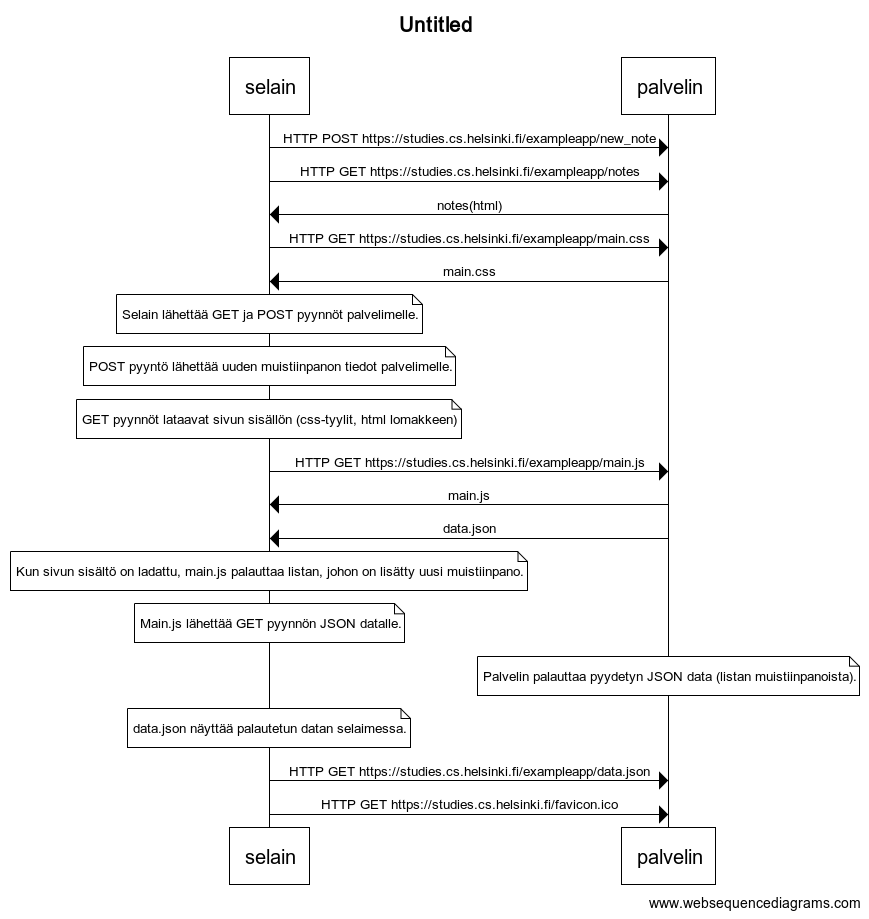 Untitled
selain
palvelin
HTTP POST https://studies.cs.helsinki.fi/exampleapp/new_note
HTTP GET https://studies.cs.helsinki.fi/exampleapp/notes
notes(html)
HTTP GET https://studies.cs.helsinki.fi/exampleapp/main.css
main.css
Selain lähettää GET ja POST pyynnöt palvelimelle.
POST pyyntö lähettää uuden muistiinpanon tiedot palvelimelle.
GET pyynnöt lataavat sivun sisällön (css-tyylit, html lomakkeen)
HTTP GET https://studies.cs.helsinki.fi/exampleapp/main.js
main.js
data.json
Kun sivun sisältö on ladattu, main.js palauttaa listan, johon on lisätty uusi muistiinpano.
Main.js lähettää GET pyynnön JSON datalle.
Palvelin palauttaa pyydetyn JSON data (listan muistiinpanoista).
data.json näyttää palautetun datan selaimessa.
HTTP GET https://studies.cs.helsinki.fi/exampleapp/data.json
HTTP GET https://studies.cs.helsinki.fi/favicon.ico
selain
palvelin
www.websequencediagrams.com